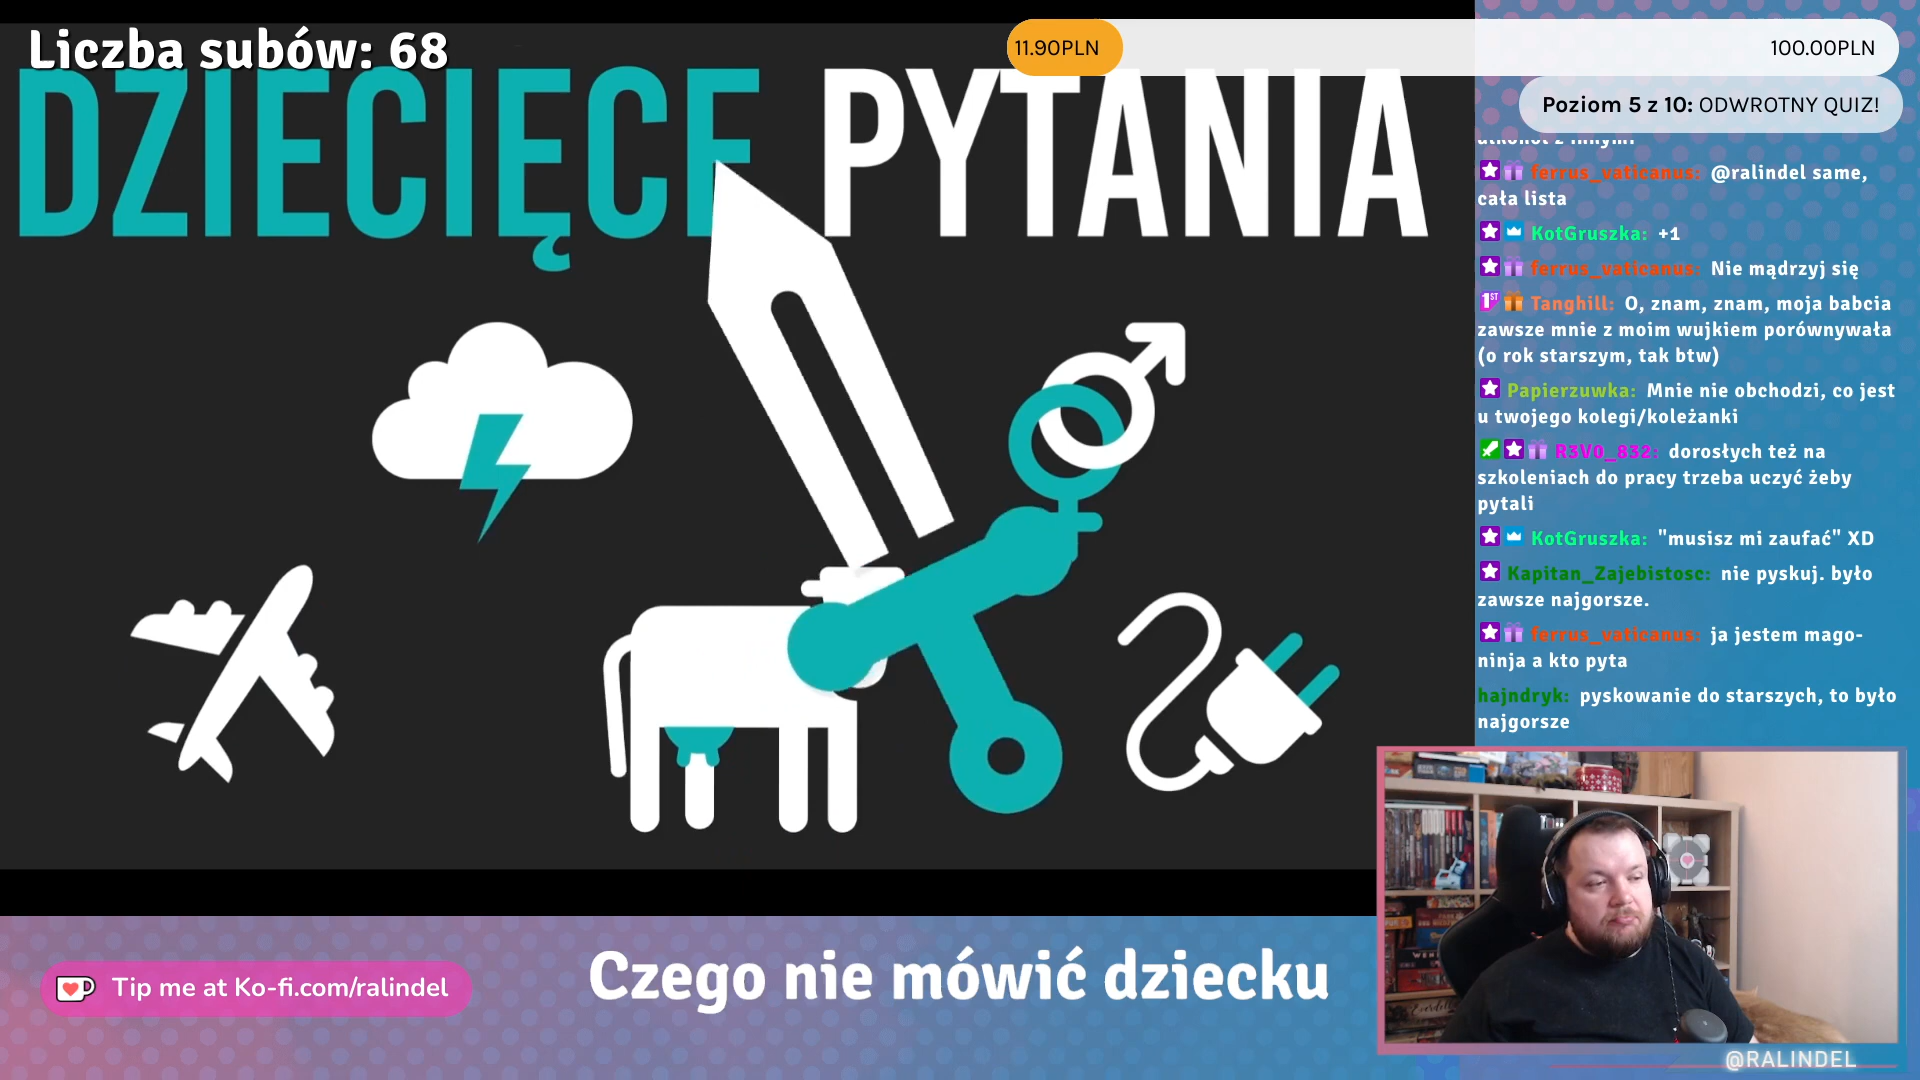 Liczba subów: 68
11.90PLN
100.00PLN
Poziom 5 z 10: ODWROTNY QUIZ!
DZIECIĘCE PYTANIA
ferrus_vaticanus: @ralindel same,
cała lista
KotGruszka: +1
ferrus_vaticanus: Nie mądrzyj się
1ST Tanghill: O, znam, znam, moja babcia
zawsze mnie z moim wujkiem porównywała
(o rok starszym, tak btw)
Papierzuwka: Mnie nie obchodzi, co jest
u twojego kolegi/koleżanki
R3V0_832: dorosłych też na
szkoleniach do pracy trzeba uczyć żeby
pytali
KotGruszka: "musisz mi zaufać" XD
Kapitan_Zajebistosc: nie pyskuj. było
zawsze najgorsze.
ferrus_vaticanus: ja jestem mago-
ninja a kto pyta
hajndryk: pyskowanie do starszych, to było
najgorsze
Czego nie mówić dziecku
Tip me at Ko-fi.com/ralindel
@RALINDEL